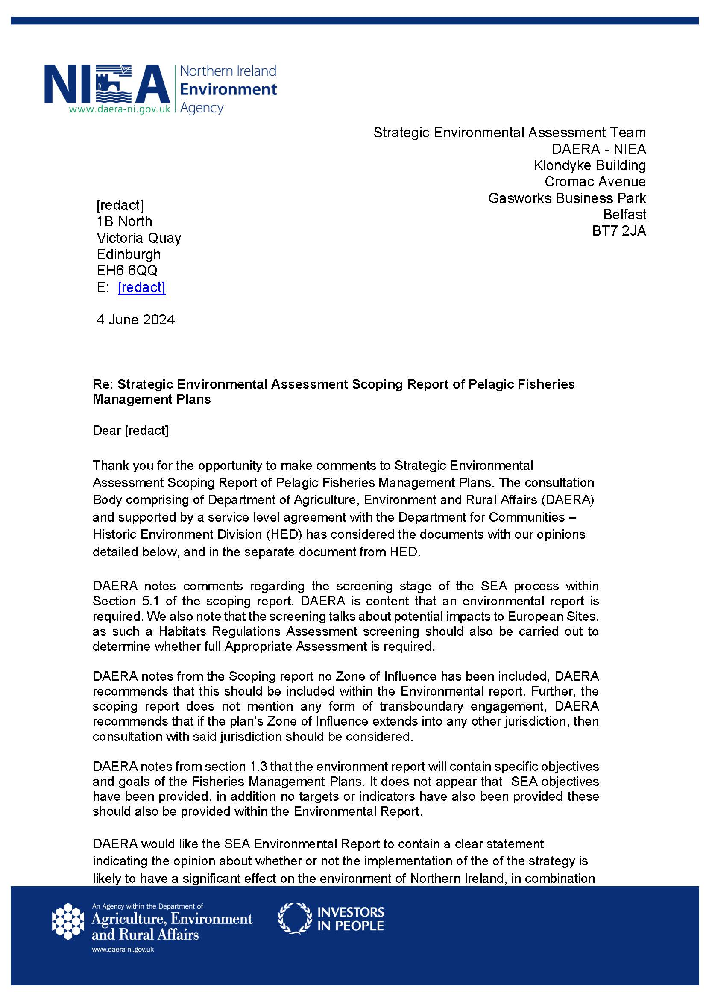 NIEA
www.daera-ni.gov.uk
Northern Ireland
Environment
Agency
Strategic Environmental Assessment Team
DAERA - NIEA
Klondyke Building
Cromac Avenue
Gasworks Business Park
Belfast
BT7 2JA
[redact]
1B North
Victoria Quay
Edinburgh
EH6 6QQ
E: [redact]
4 June 2024
Re: Strategic Environmental Assessment Scoping Report of Pelagic Fisheries
Management Plans
Dear [redact]
Thank you for the opportunity to make comments to Strategic Environmental
Assessment Scoping Report of Pelagic Fisheries Management Plans. The consultation
Body comprising of Department of Agriculture, Environment and Rural Affairs (DAERA)
and supported by a service level agreement with the Department for Communities –
Historic Environment Division (HED) has considered the documents with our opinions
detailed below, and in the separate document from HED.
DAERA notes comments regarding the screening stage of the SEA process within
Section 5.1 of the scoping report. DAERA is content that an environmental report is
required. We also note that the screening talks about potential impacts to European Sites,
as such a Habitats Regulations Assessment screening should also be carried out to
determine whether full Appropriate Assessment is required.
DAERA notes from the Scoping report no Zone of Influence has been included, DAERA
recommends that this should be included within the Environmental report. Further, the
scoping report does not mention any form of transboundary engagement, DAERA
recommends that if the plan’s Zone of Influence extends into any other jurisdiction, then
consultation with said jurisdiction should be considered.
DAERA notes from section 1.3 that the environment report will contain specific objectives
and goals of the Fisheries Management Plans. It does not appear that SEA objectives
have been provided, in addition no targets or indicators have also been provided these
should also be provided within the Environmental Report.
DAERA would like the SEA Environmental Report to contain a clear statement
indicating the opinion about whether or not the implementation of the of the strategy is
likely to have a significant effect on the environment of Northern Ireland, in combination
An Agency within the Department of
Agriculture, Environment
and Rural Affairs
www.daera-ni.gov.uk
INVESTORS
IN PEOPLE